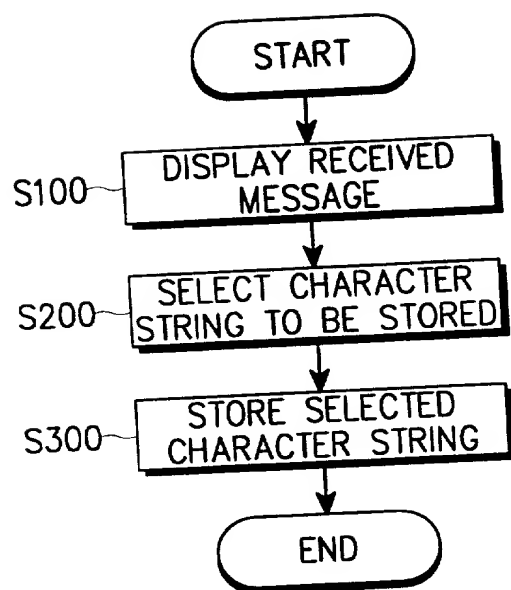 START
S100
DISPLAY RECEIVED
MESSAGE
S200
SELECT CHARACTER
STRING TO BE STORED
S300
STORE SELECTED
CHARACTER STRING
END